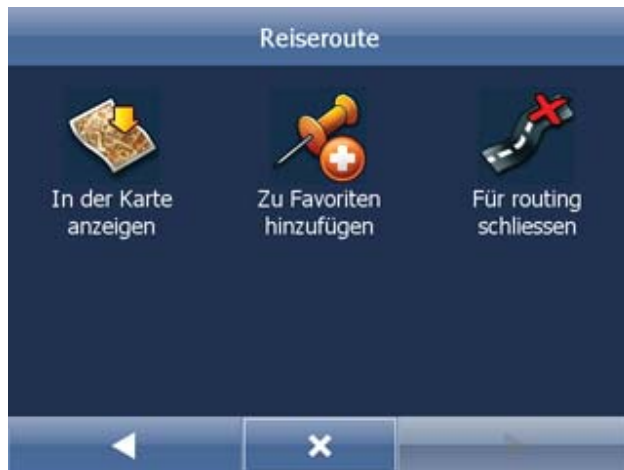 Reiseroute
In der Karte
anzeigen
Zu Favoriten
hinzufügen
Für routing
schliessen